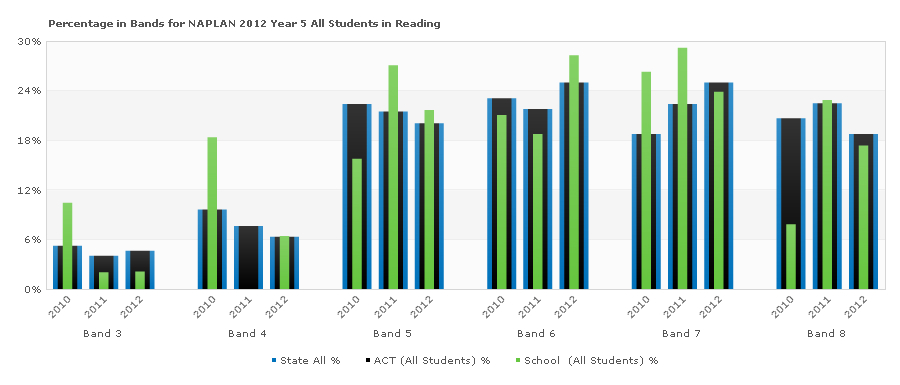 Percentage in Bands for NAPLAN 2012 Year 5 All Students in Reading
30%
24%
18%
12%
6%
0%
2010 2011 2012 2010 2011 2012 2010 2011 2012 2010 2011 2012 2010 2011 2012 2010 2011 2012
Band 3 Band 4 Band 5 Band 6 Band 7 Band 8
State All % ACT (All Students) % School (All Students) %